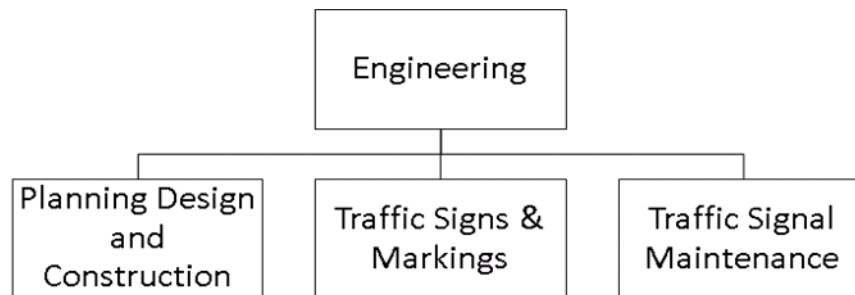 Engineering
Planning Design
and
Construction
Traffic Signs &
Markings
Traffic Signal
Maintenance